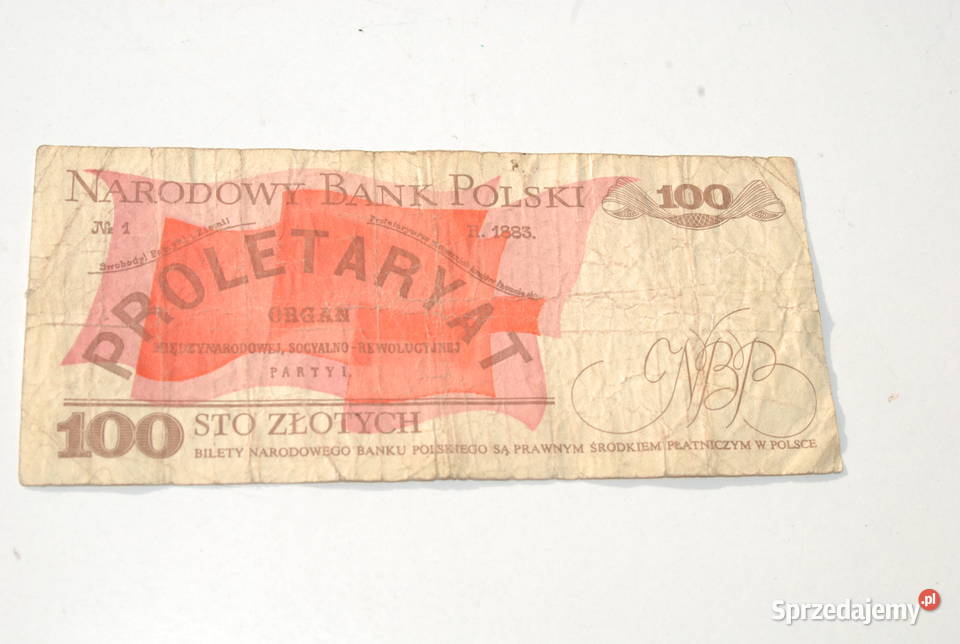 NARODOWY BANK POLSKI
100
№ 1
R. 1883.
Swobody!
PROLETARYAT
ORGAN
MIĘDZYNARODOWEJ, SOCYALNO-REWOLUCYJNEJ
PARTYI,
NBP
100 STO ZŁOTYCH
BILETY NARODOWEGO BANKU POLSKIEGO SĄ PRAWNYM ŚRODKIEM PŁATNICZYM W POLSCE
Sprzedajemy.pl